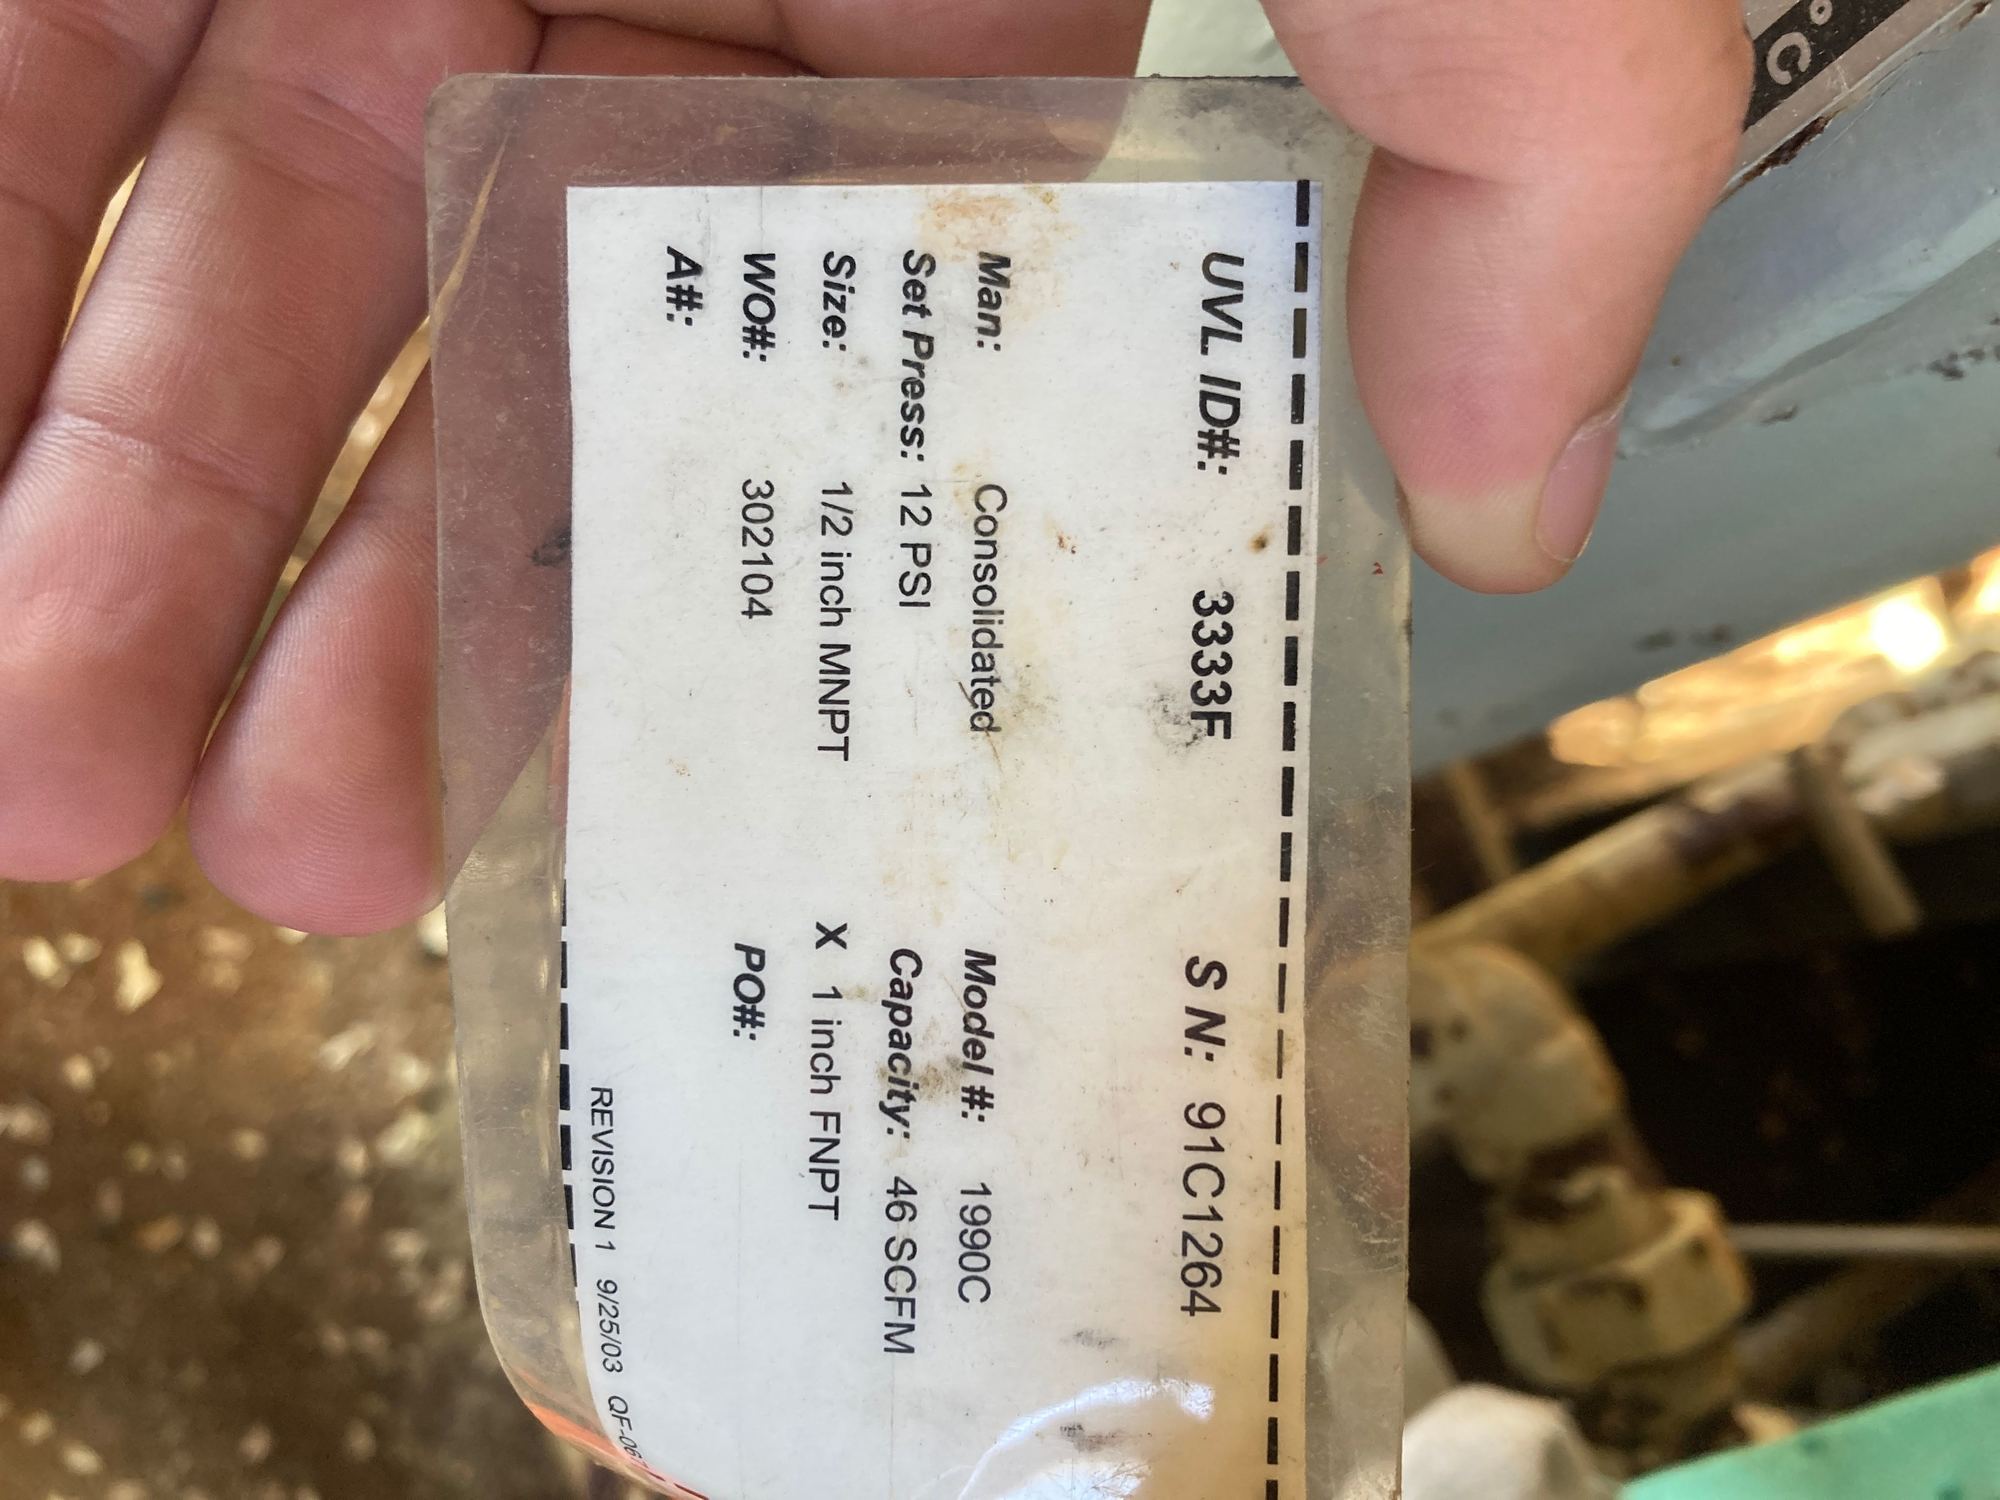 °C
UVL ID#: 3333F S N: 91C1264
Man: Consolidated Model #: 1990C
Set Press: 12 PSI Capacity: 46 SCFM
Size: 1/2 inch MNPT X 1 inch FNPT
WO#: 302104 PO#:
A#:
REVISION 1 9/25/03